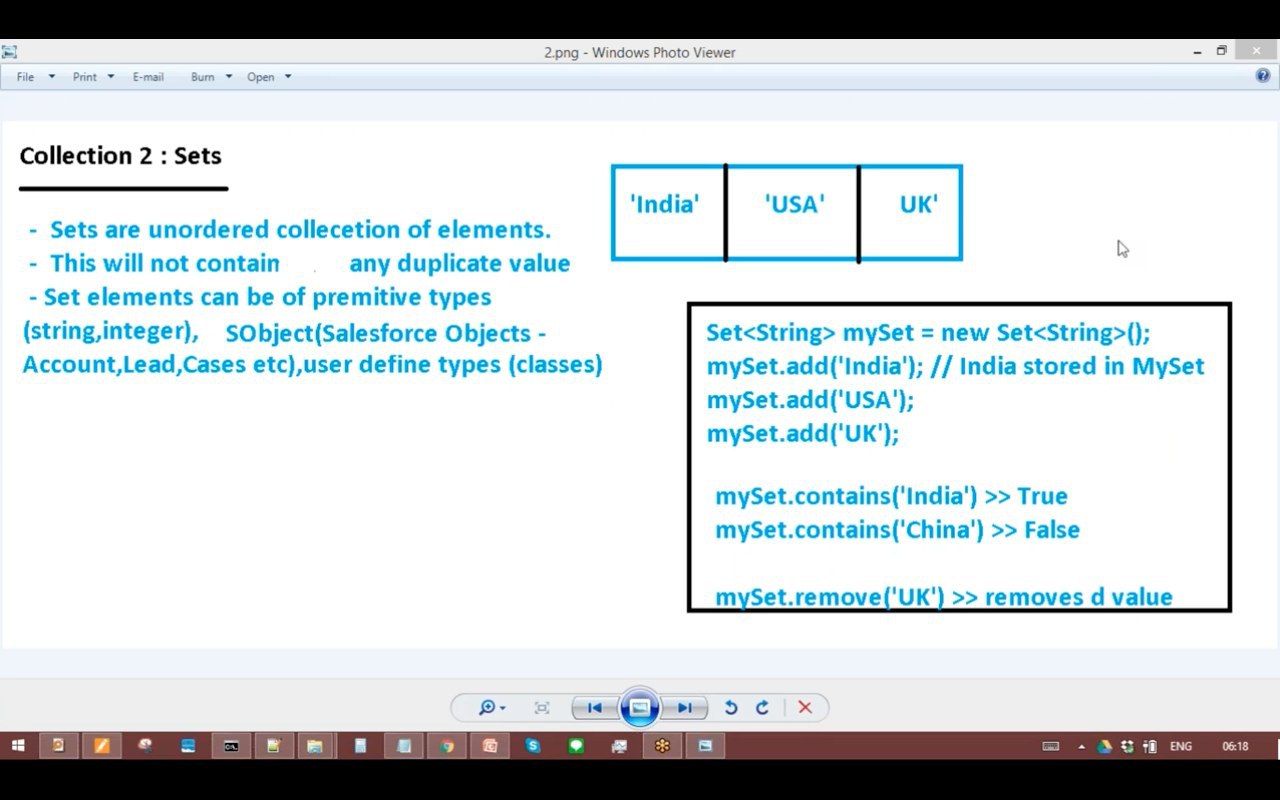 2.png - Windows Photo Viewer
File Print E-mail Burn Open
Collection 2 : Sets
- Sets are unordered collecetion of elements.
- This will not contain any duplicate value
- Set elements can be of premitive types
(string,integer), SObject(Salesforce Objects -
Account,Lead,Cases etc),user define types (classes)
'India' 'USA' UK'
Set<String> mySet = new Set<String>();
mySet.add('India'); // India stored in MySet
mySet.add('USA');
mySet.add('UK');
mySet.contains('India') >> True
mySet.contains('China') >> False
mySet.remove('UK') >> removes d value
ENG 06:18